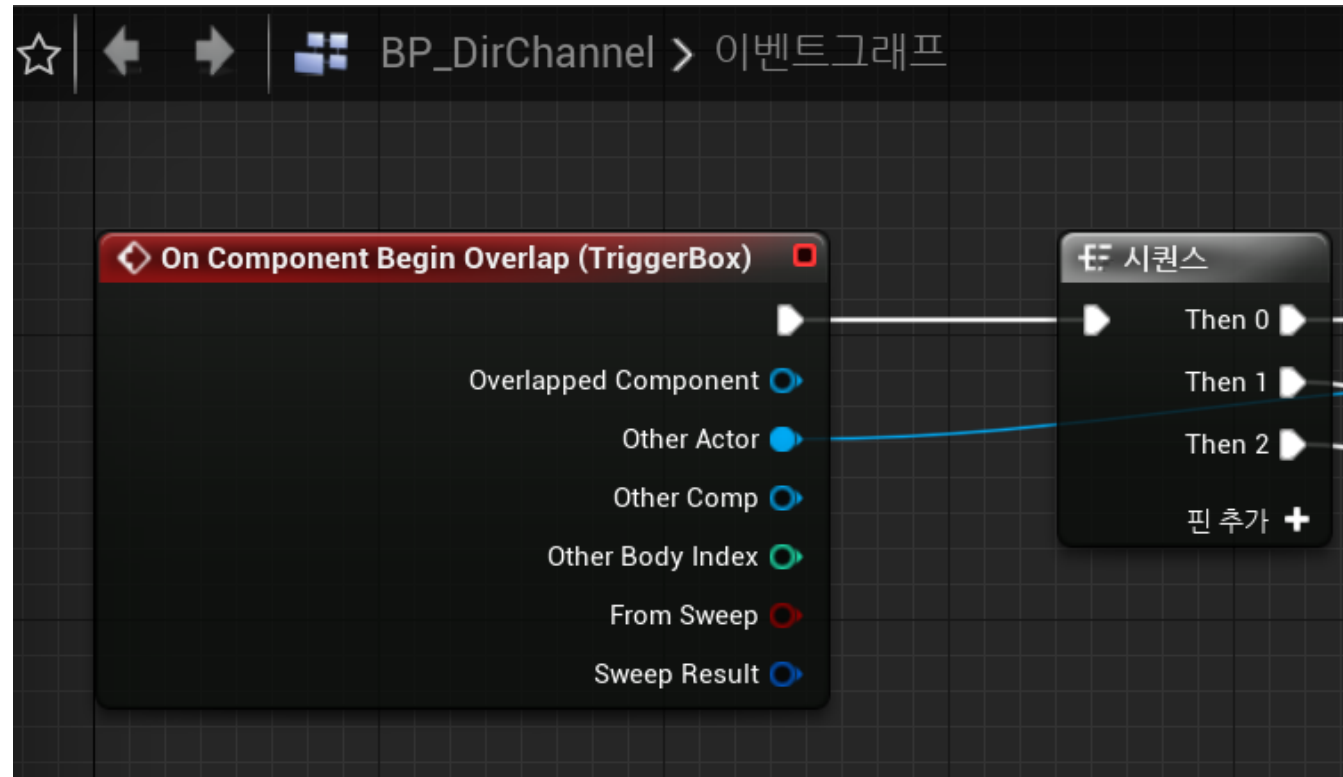 BP_DirChannel > 이벤트그래프
On Component Begin Overlap (TriggerBox)
Overlapped Component
Other Actor
Other Comp
Other Body Index
From Sweep
Sweep Result
시퀀스
Then 0
Then 1
Then 2
핀 추가